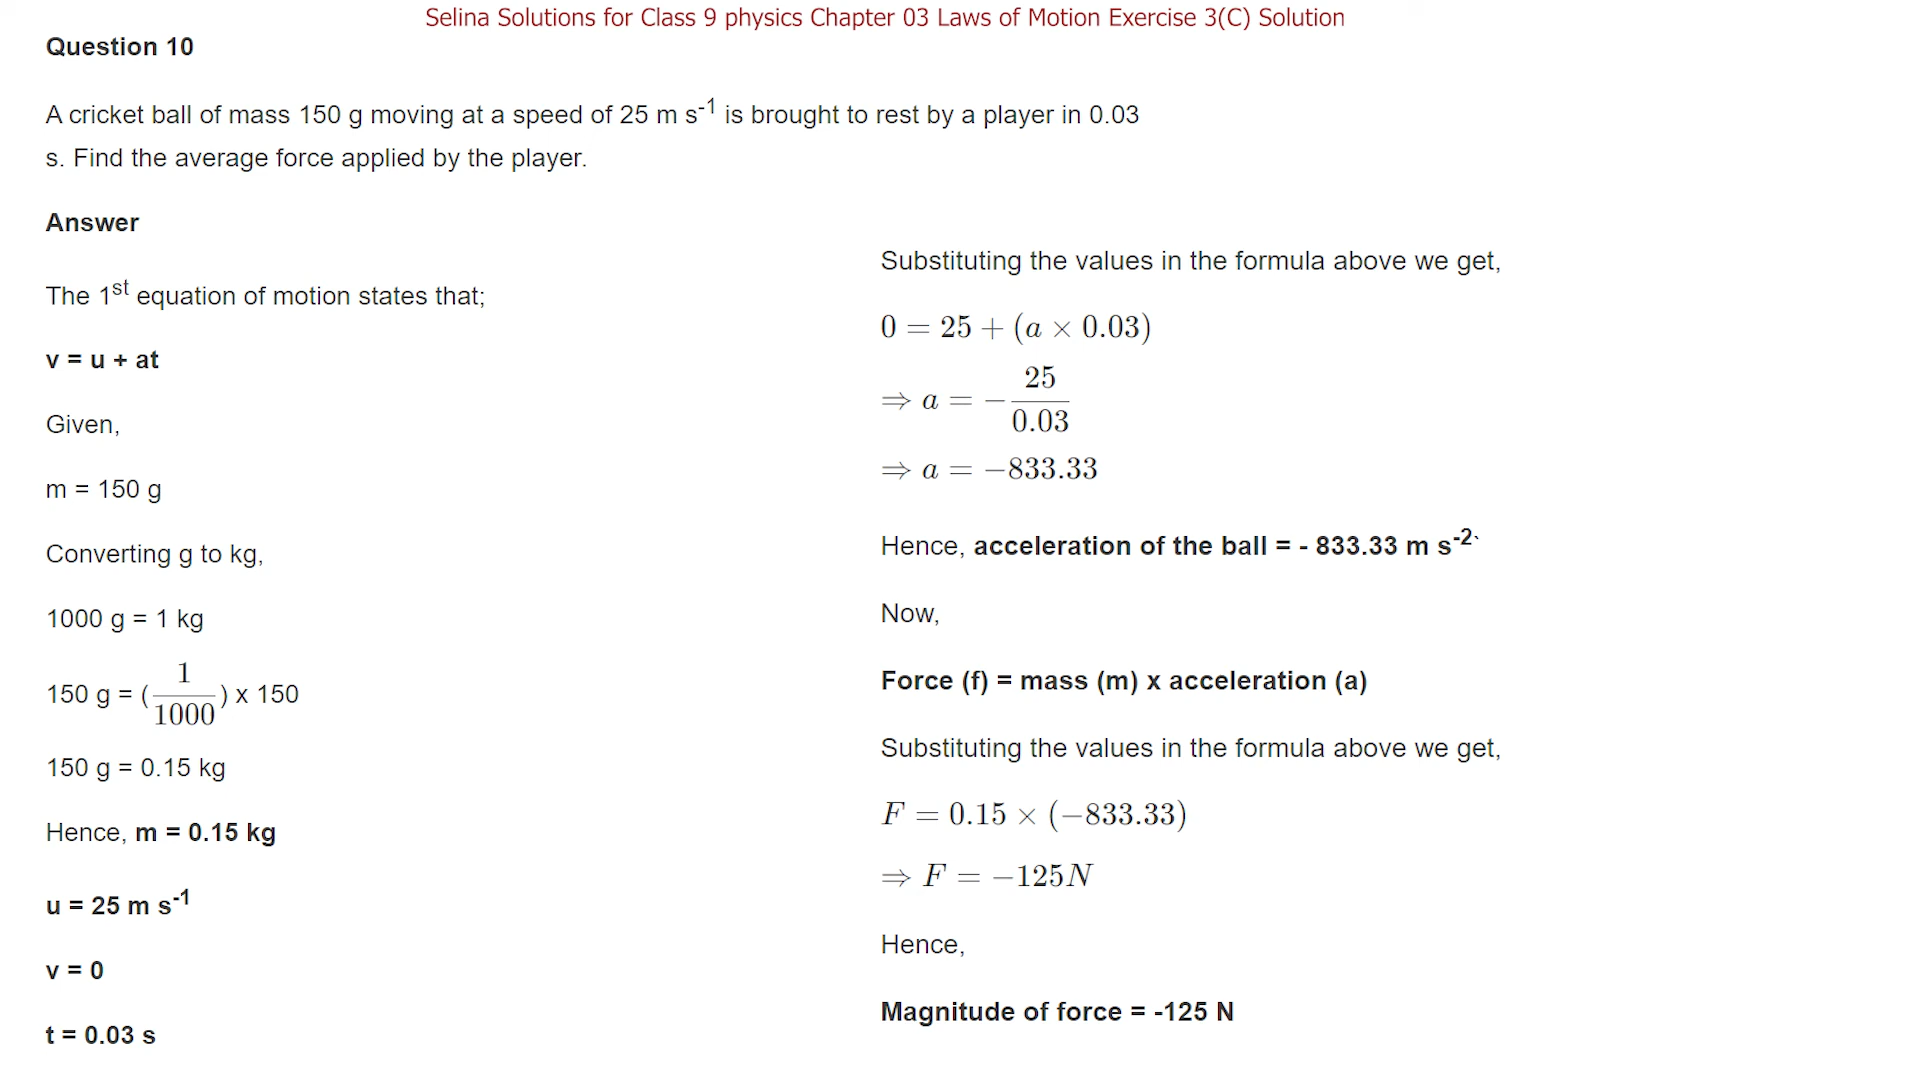 Selina Solutions for Class 9 physics Chapter 03 Laws of Motion Exercise 3(C) Solution
Question 10
A cricket ball of mass 150 g moving at a speed of 25 m s⁻¹ is brought to rest by a player in 0.03
s. Find the average force applied by the player.
Answer
The 1ˢᵗ equation of motion states that;
v = u + at
Given,
m = 150 g
Converting g to kg,
1000 g = 1 kg
150 g = (1/1000) x 150
150 g = 0.15 kg
Hence, m = 0.15 kg
u = 25 m s⁻¹
v = 0
t = 0.03 s
Substituting the values in the formula above we get,
0 = 25 + (a × 0.03)
⇒ a = −25/0.03
⇒ a = −833.33
Hence, acceleration of the ball = - 833.33 m s⁻²`
Now,
Force (f) = mass (m) x acceleration (a)
Substituting the values in the formula above we get,
F = 0.15 × (−833.33)
⇒ F = −125N
Hence,
Magnitude of force = -125 N